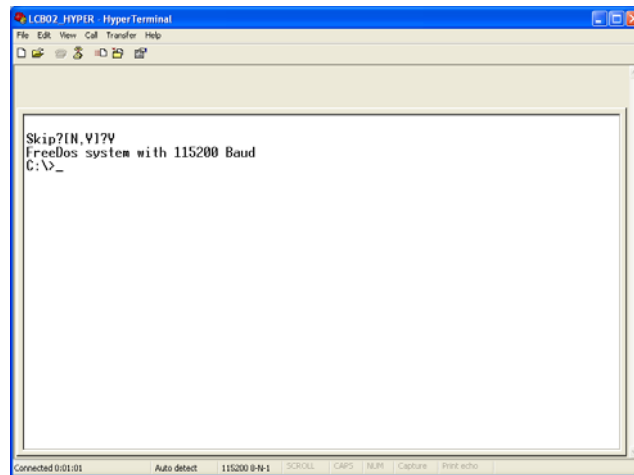 LCB02_HYPER - HyperTerminal
File Edit View Call Transfer Help
Skip?[N,Y]?Y
FreeDos system with 115200 Baud
C:\>_
Connected 0:01:01 Auto detect 115200 8-N-1 SCROLL CAPS NUM Capture Print echo